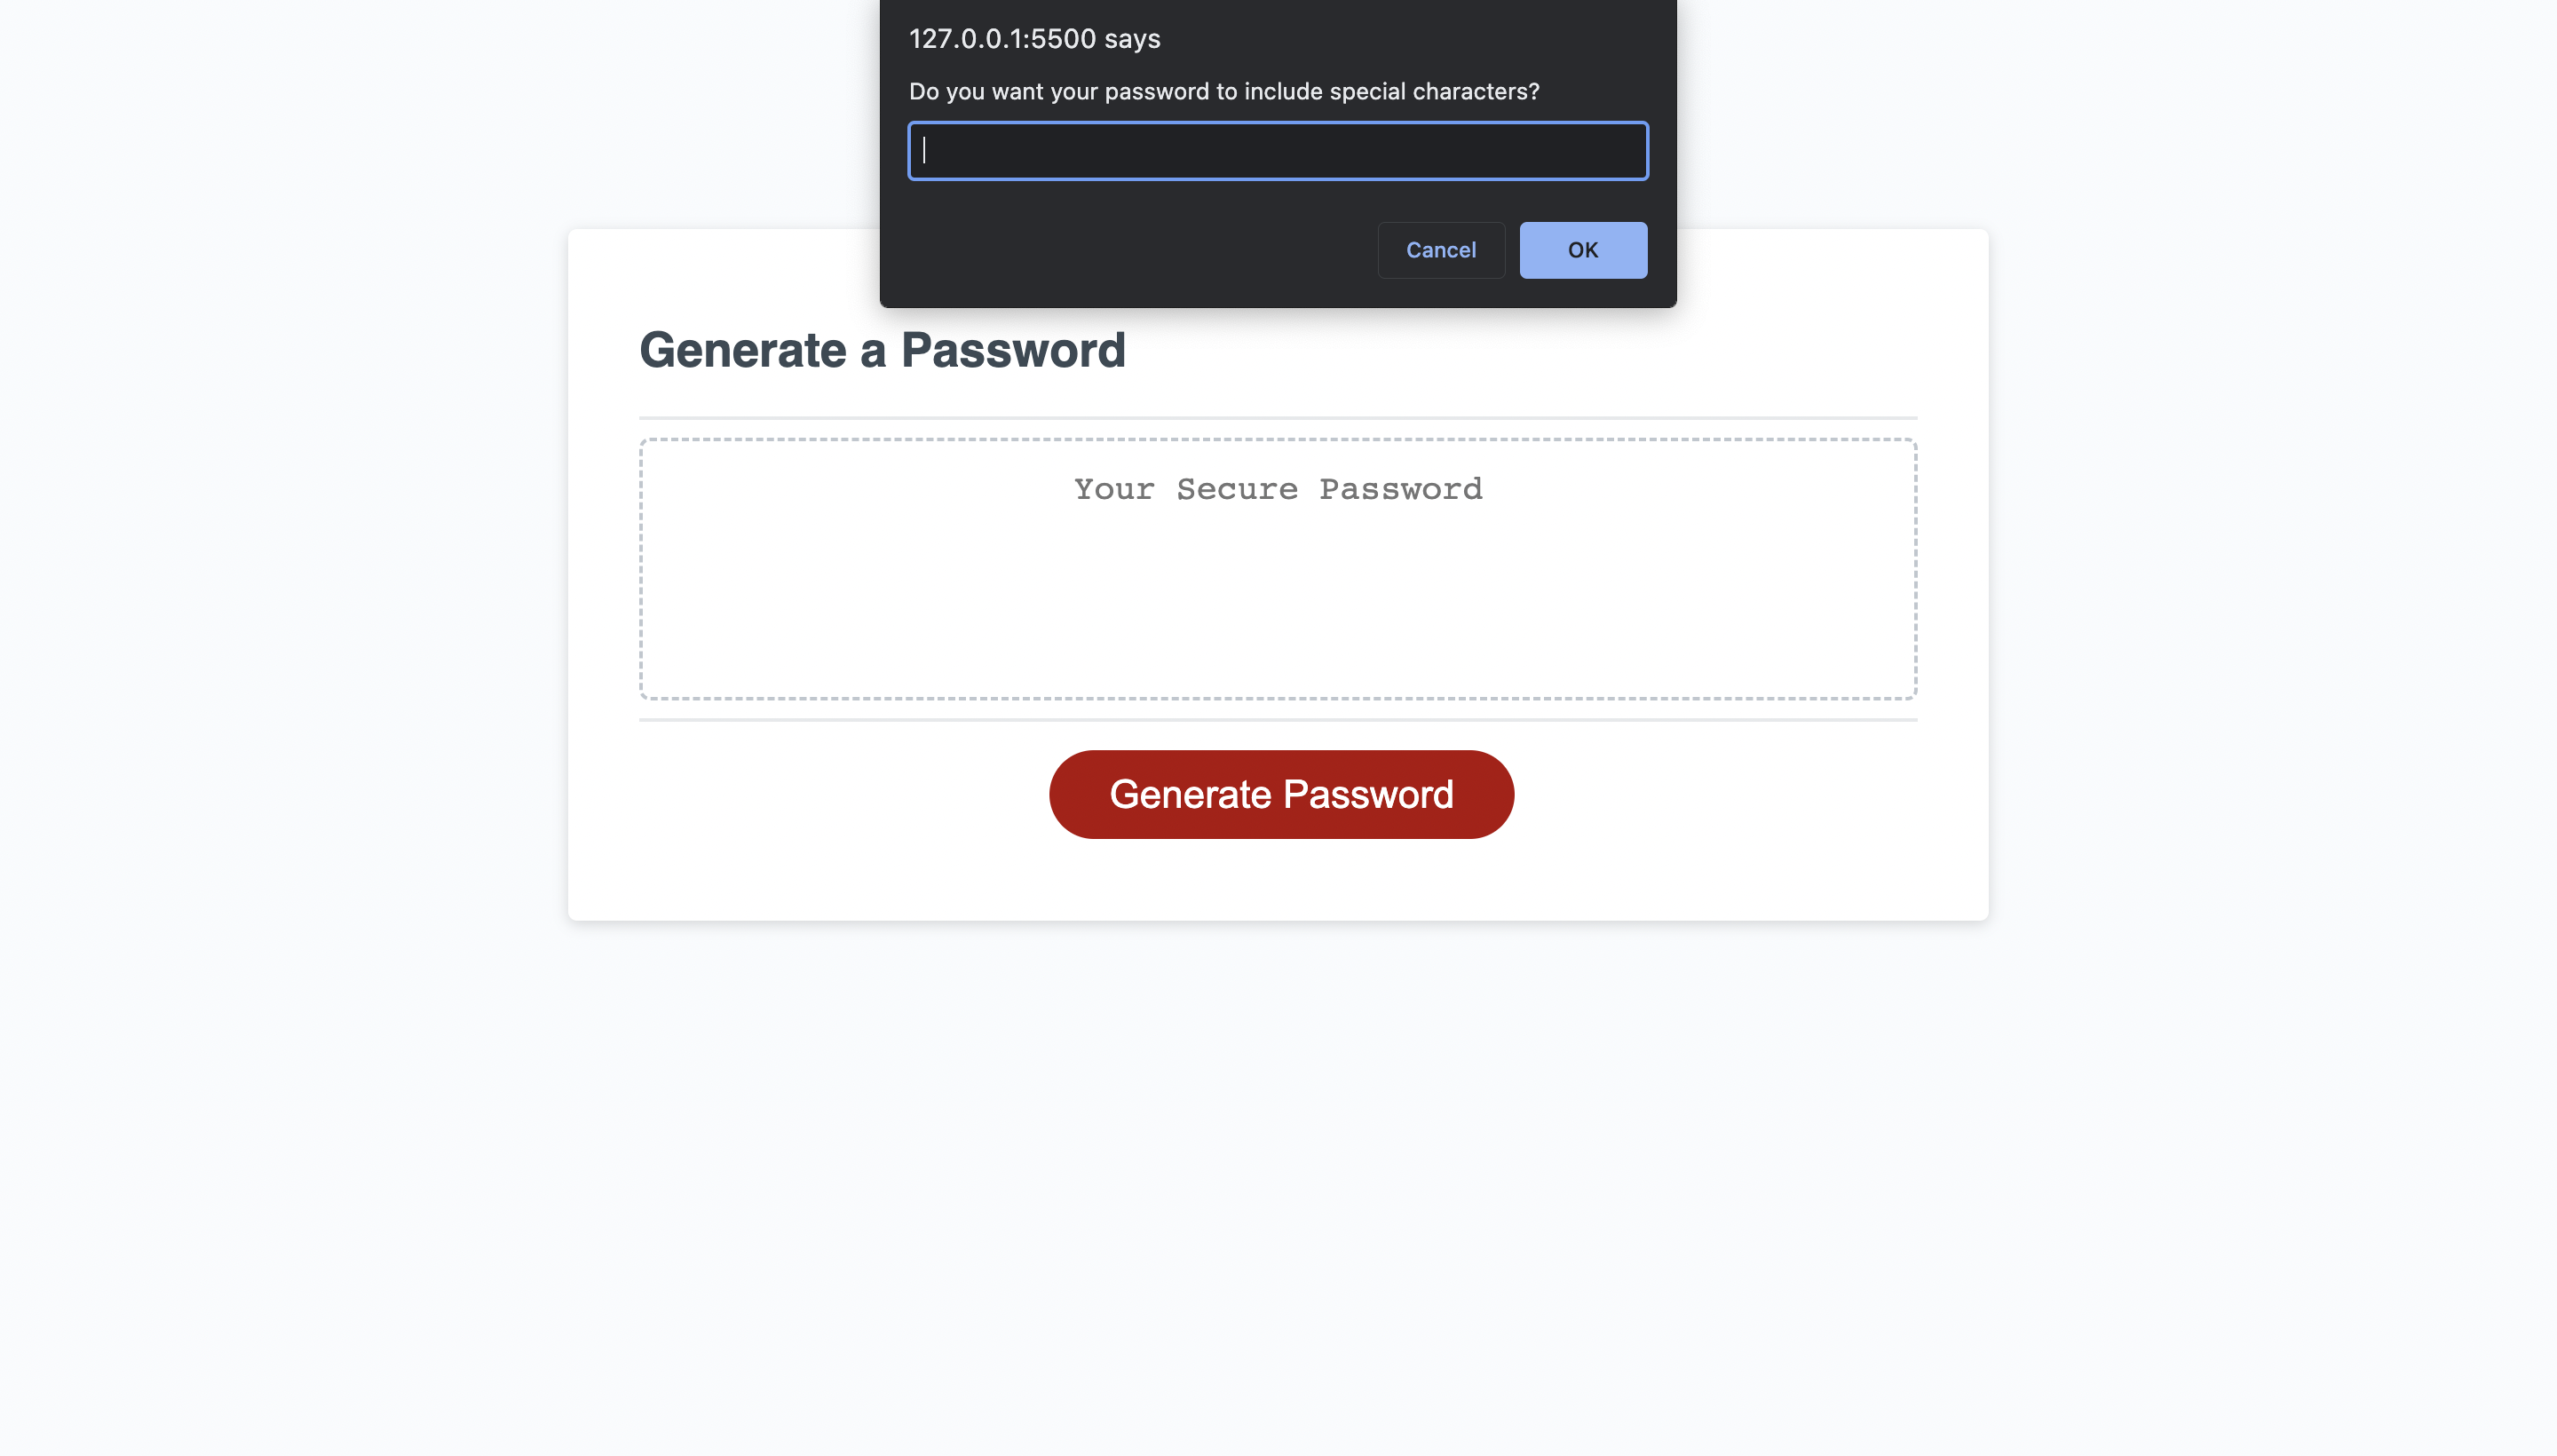 127.0.0.1:5500 says
Do you want your password to include special characters?
Cancel OK
Generate a Password
Your Secure Password
Generate Password